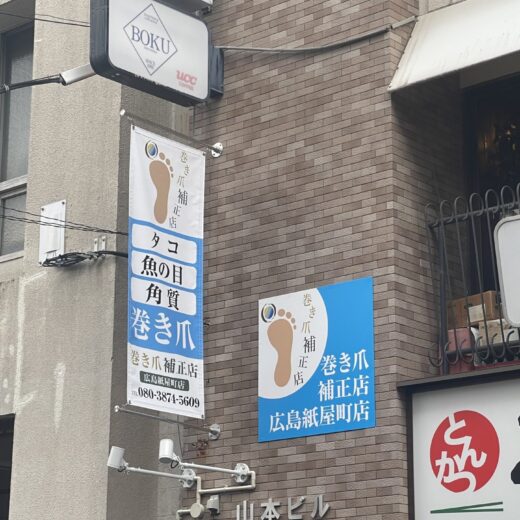 BOKU
UCC
巻き爪補正店
タコ
魚の目
角質
巻き爪
巻き爪補正店
広島紙屋町店
TEL 080-3874-5609
巻き爪補正店
巻き爪
補正店
広島紙屋町店
とんかつ
山本ビル